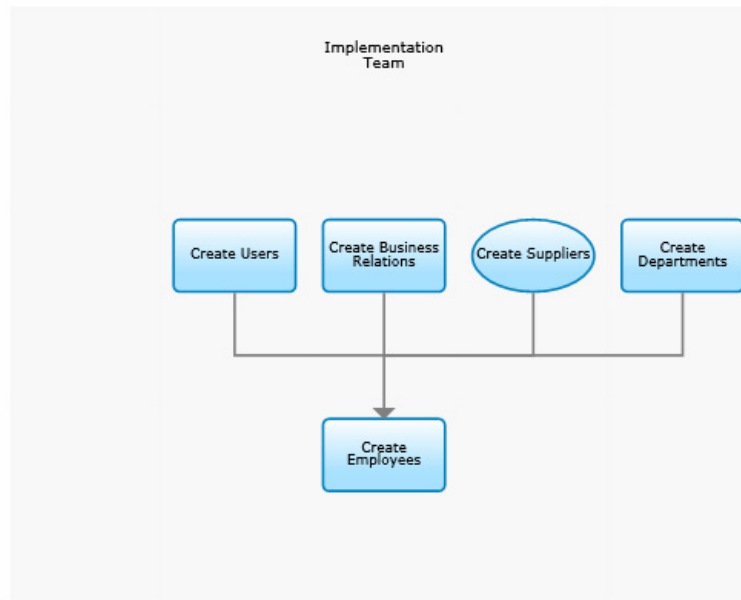 Implementation
Team
Create Users
Create Business
Relations
Create Suppliers
Create
Departments
Create
Employees